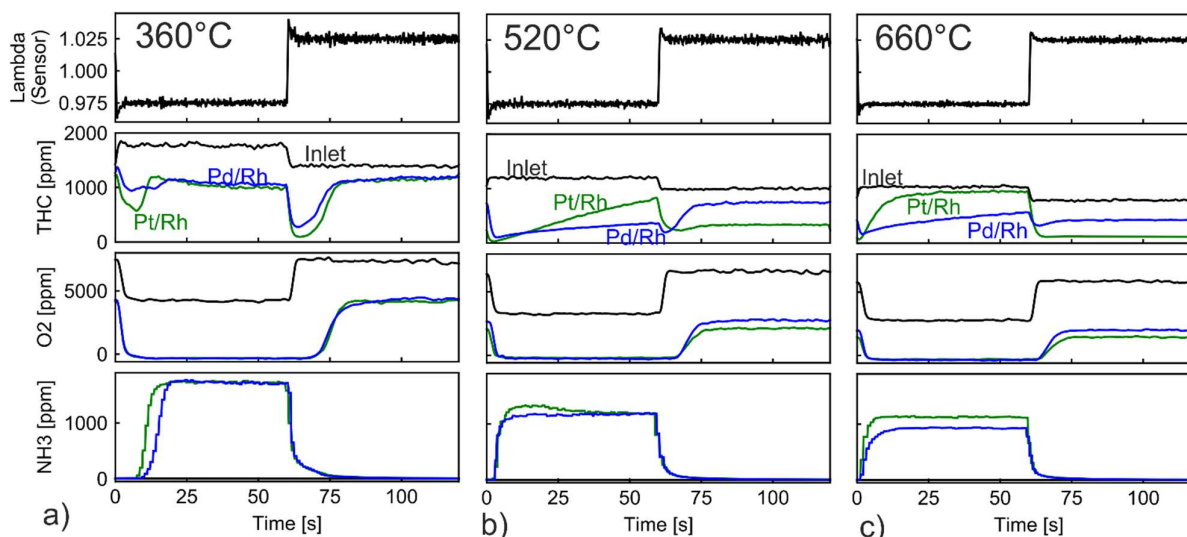 360°C
520°C
660°C
Lambda
(Sensor)
1.025
1.000
0.975
THC [ppm]
2000
1000
0
Inlet
Pd/Rh
Pt/Rh
Inlet
Pt/Rh
Pd/Rh
Inlet
Pt/Rh
Pd/Rh
O2 [ppm]
5000
0
NH3 [ppm]
1000
0
0 25 50 75 100
0 25 50 75 100
0 25 50 75 100
a) Time [s]
b) Time [s]
c) Time [s]